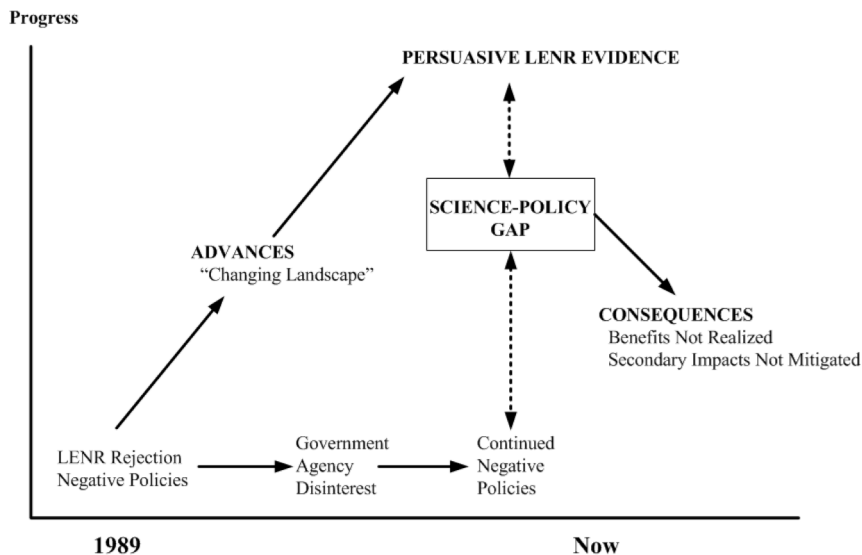 Progress
PERSUASIVE LENR EVIDENCE
SCIENCE-POLICY
GAP
ADVANCES
“Changing Landscape”
CONSEQUENCES
Benefits Not Realized
Secondary Impacts Not Mitigated
LENR Rejection
Negative Policies
Government
Agency
Disinterest
Continued
Negative
Policies
1989
Now